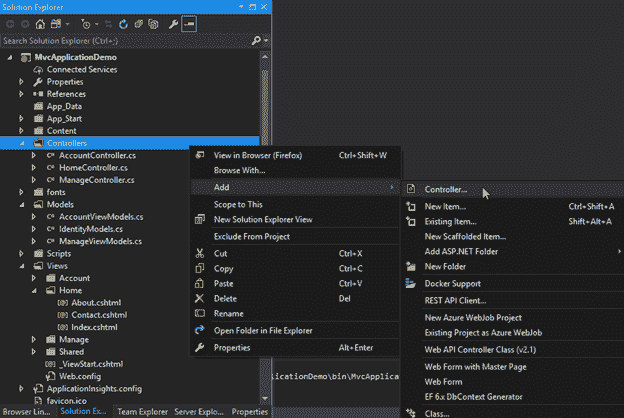 Solution Explorer
Search Solution Explorer (Ctrl+;)
MvcApplicationDemo
Connected Services
Properties
References
App_Data
App_Start
Content
Controllers
AccountController.cs
HomeController.cs
ManageController.cs
fonts
Models
AccountViewModels.cs
IdentityModels.cs
ManageViewModels.cs
Scripts
Views
Account
Home
About.cshtml
Contact.cshtml
Index.cshtml
Manage
Shared
_ViewStart.cshtml
Web.config
ApplicationInsights.config
favicon.ico
Browser Lin... Solution Ex... Team Explorer Server Explo... Properties
View in Browser (Firefox) Ctrl+Shift+W
Browse With...
Add
Scope to This
New Solution Explorer View
Exclude From Project
Cut Ctrl+X
Copy Ctrl+C
Paste Ctrl+V
Delete Del
Rename
Open Folder in File Explorer
Properties Alt+Enter
licationDemo\bin\MvcApplica
Controller...
New Item... Ctrl+Shift+A
Existing Item... Shift+Alt+A
New Scaffolded Item...
Add ASP.NET Folder
New Folder
Docker Support
REST API Client...
New Azure WebJob Project
Existing Project as Azure WebJob
Web API Controller Class (v2.1)
Web Form with Master Page
Web Form
EF 6.x DbContext Generator
Class...